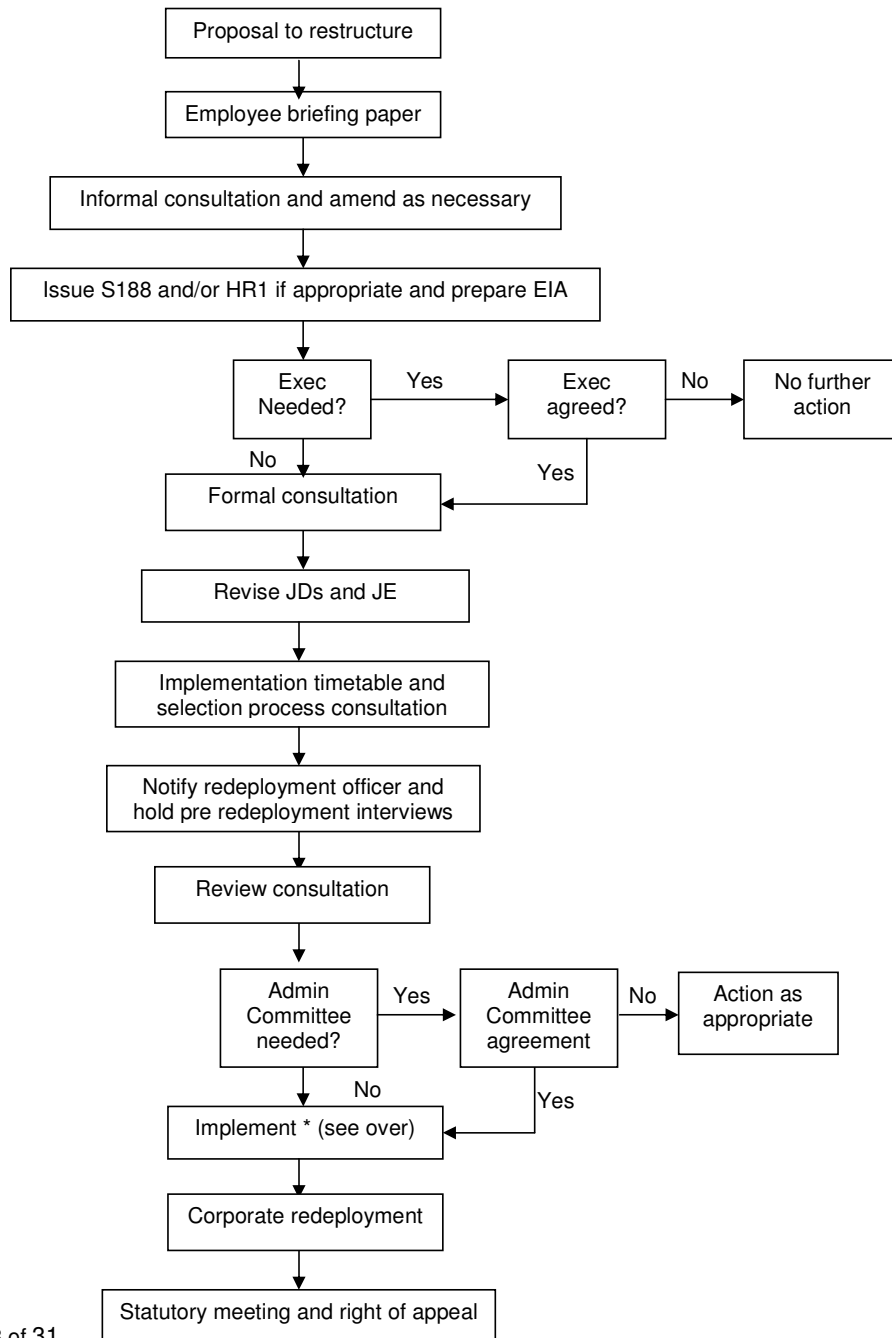 Proposal to restructure
Employee briefing paper
Informal consultation and amend as necessary
Issue S188 and/or HR1 if appropriate and prepare EIA
Exec
Needed?
Yes
Exec
agreed?
No
No further
action
No
Yes
Formal consultation
Revise JDs and JE
Implementation timetable and
selection process consultation
Notify redeployment officer and
hold pre redeployment interviews
Review consultation
Admin
Committee
needed?
Yes
Admin
Committee
agreement
No
Action as
appropriate
No
Yes
Implement * (see over)
Corporate redeployment
Statutory meeting and right of appeal
of 31